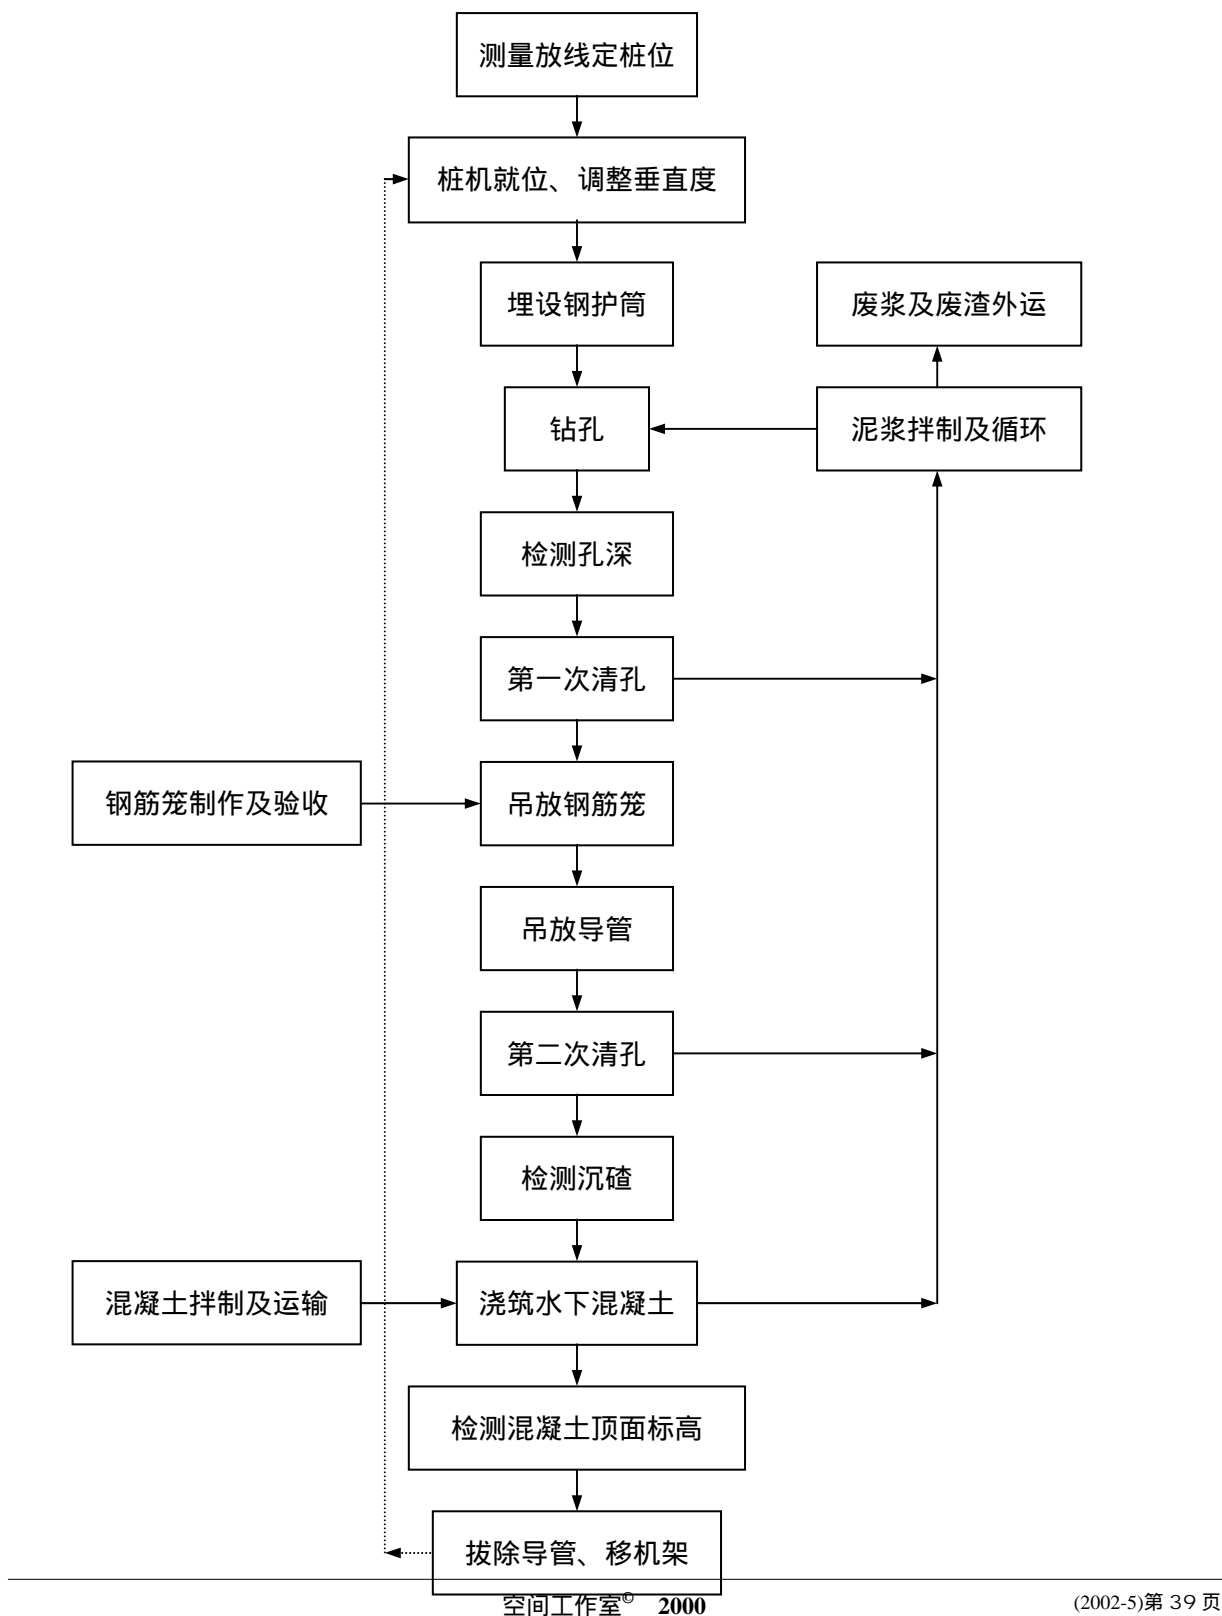 测量放线定桩位
桩机就位、调整垂直度
埋设钢护筒
废浆及废渣外运
钻孔
泥浆拌制及循环
检测孔深
第一次清孔
钢筋笼制作及验收
吊放钢筋笼
吊放导管
第二次清孔
检测沉碴
混凝土拌制及运输
浇筑水下混凝土
检测混凝土顶面标高
拔除导管、移机架
空间工作室© 2000
(2002-5)第 39 页